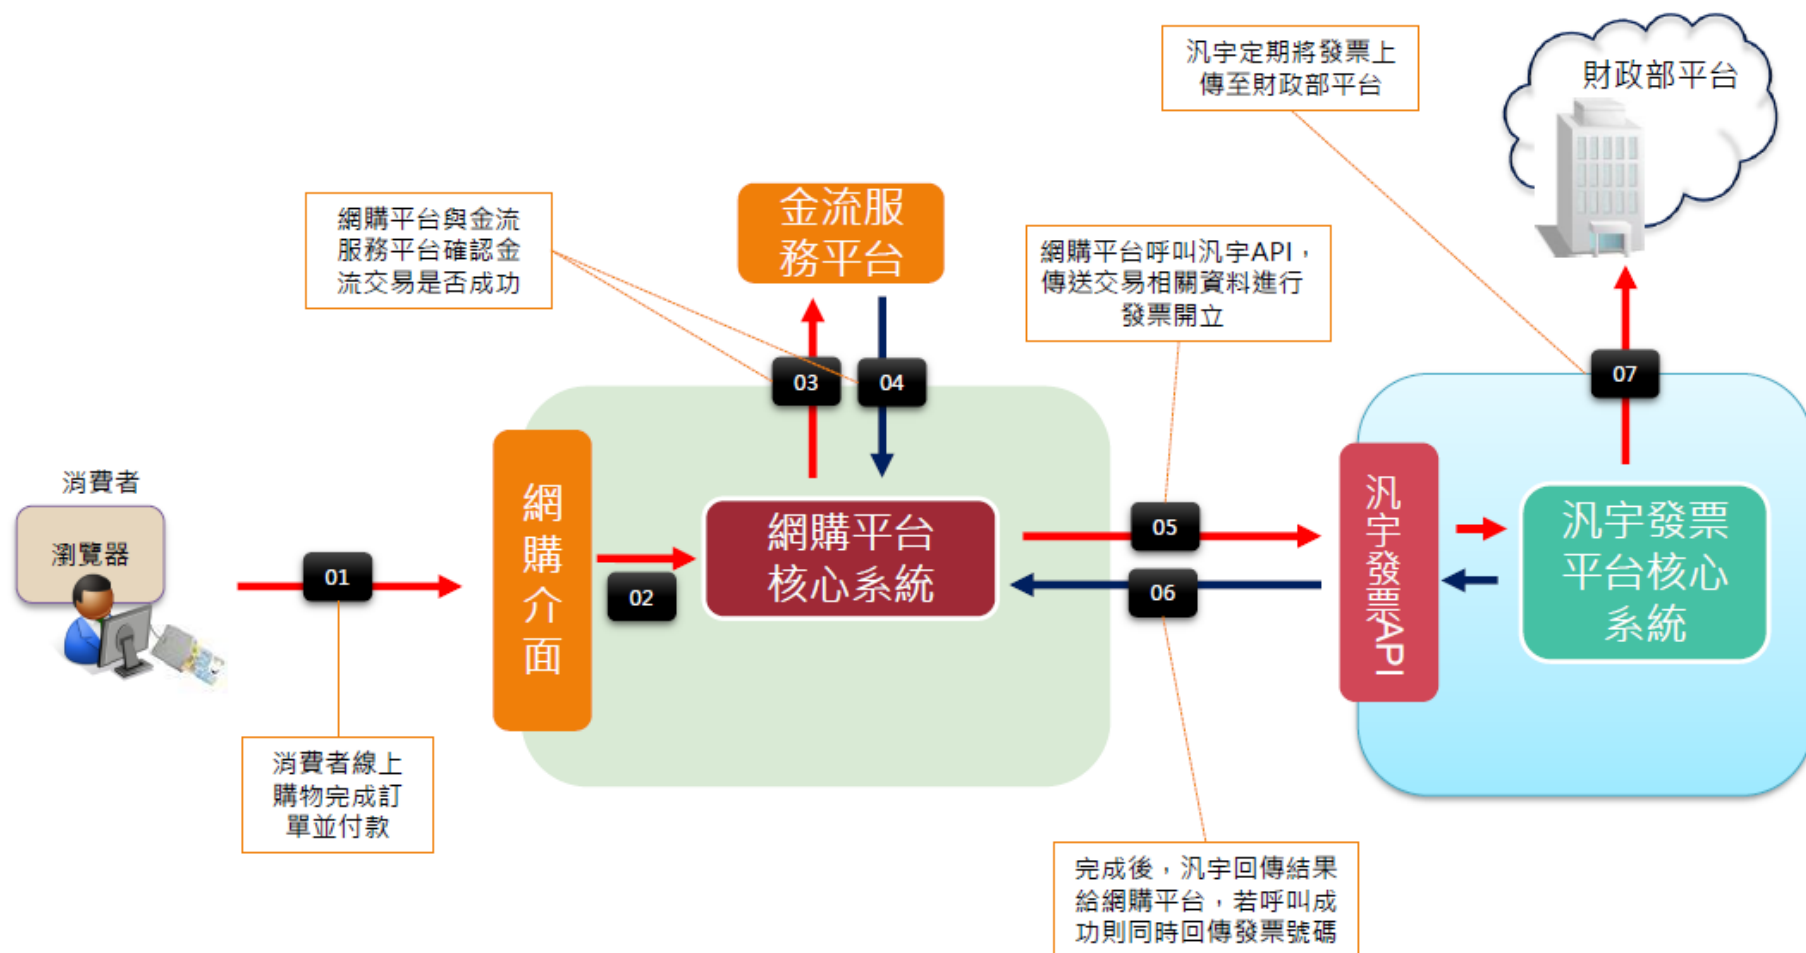 汎宇定期將發票上
傳至財政部平台
財政部平台
網購平台與金流
服務平台確認金
流交易是否成功
金流服
務平台
網購平台呼叫汎宇API，
傳送交易相關資料進行
發票開立
03
04
07
消費者
瀏覽器
01
網購介面
02
網購平台
核心系統
05
06
汎宇發票API
汎宇發票
平台核心
系統
消費者線上
購物完成訂
單並付款
完成後，汎宇回傳結果
給網購平台，若呼叫成
功則同時回傳發票號碼